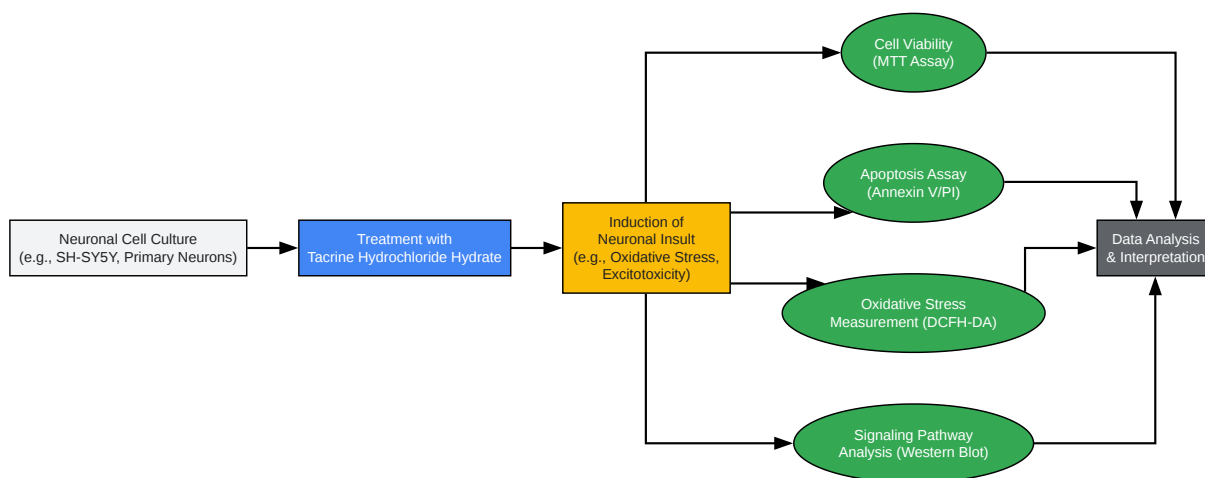 Neuronal Cell Culture
(e.g., SH-SY5Y, Primary Neurons)
Treatment with
Tacrine Hydrochloride Hydrate
Induction of
Neuronal Insult
(e.g., Oxidative Stress,
Excitotoxicity)
Cell Viability
(MTT Assay)
Apoptosis Assay
(Annexin V/PI)
Oxidative Stress
Measurement (DCFH-DA)
Signaling Pathway
Analysis (Western Blot)
Data Analysis
& Interpretation